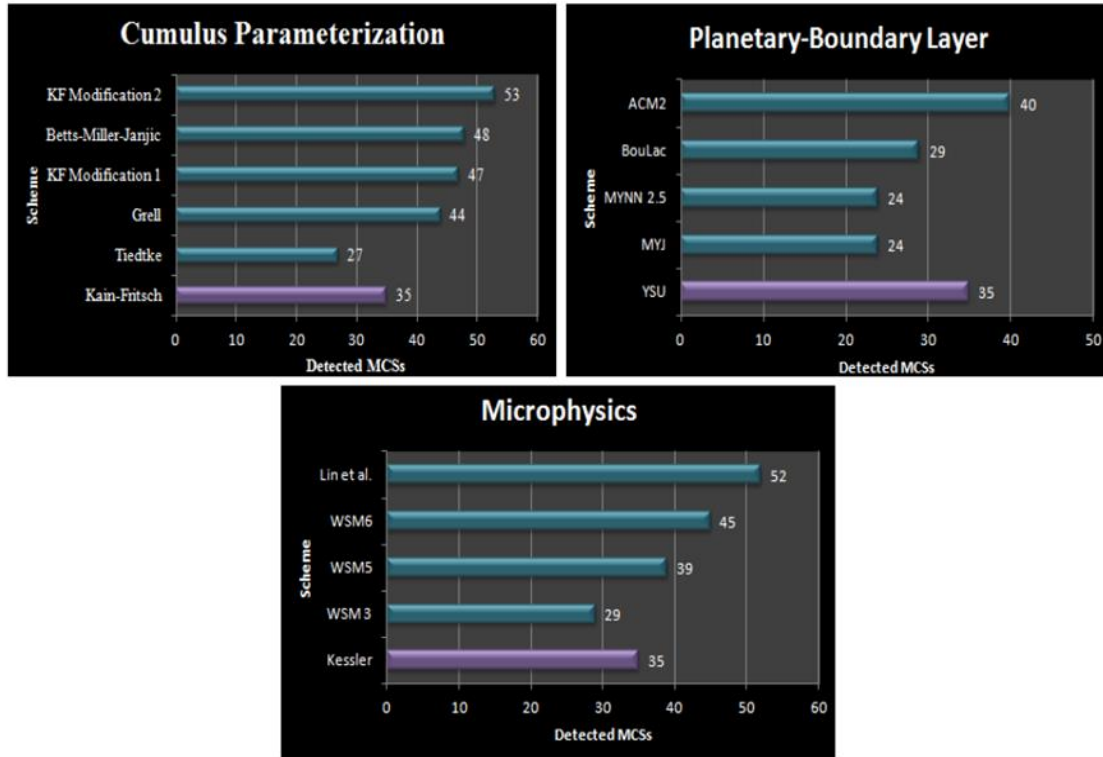 Cumulus Parameterization
Scheme
KF Modification 2
53
Betts-Miller-Janjic
48
KF Modification 1
47
Grell
44
Tiedtke
27
Kain-Fritsch
35
0 10 20 30 40 50 60
Detected MCSs
Planetary-Boundary Layer
Scheme
ACM2
40
BouLac
29
MYNN 2.5
24
MYJ
24
YSU
35
0 10 20 30 40 50
Detected MCSs
Microphysics
Scheme
Lin et al.
52
WSM6
45
WSM5
39
WSM 3
29
Kessler
35
0 10 20 30 40 50 60
Detected MCSs